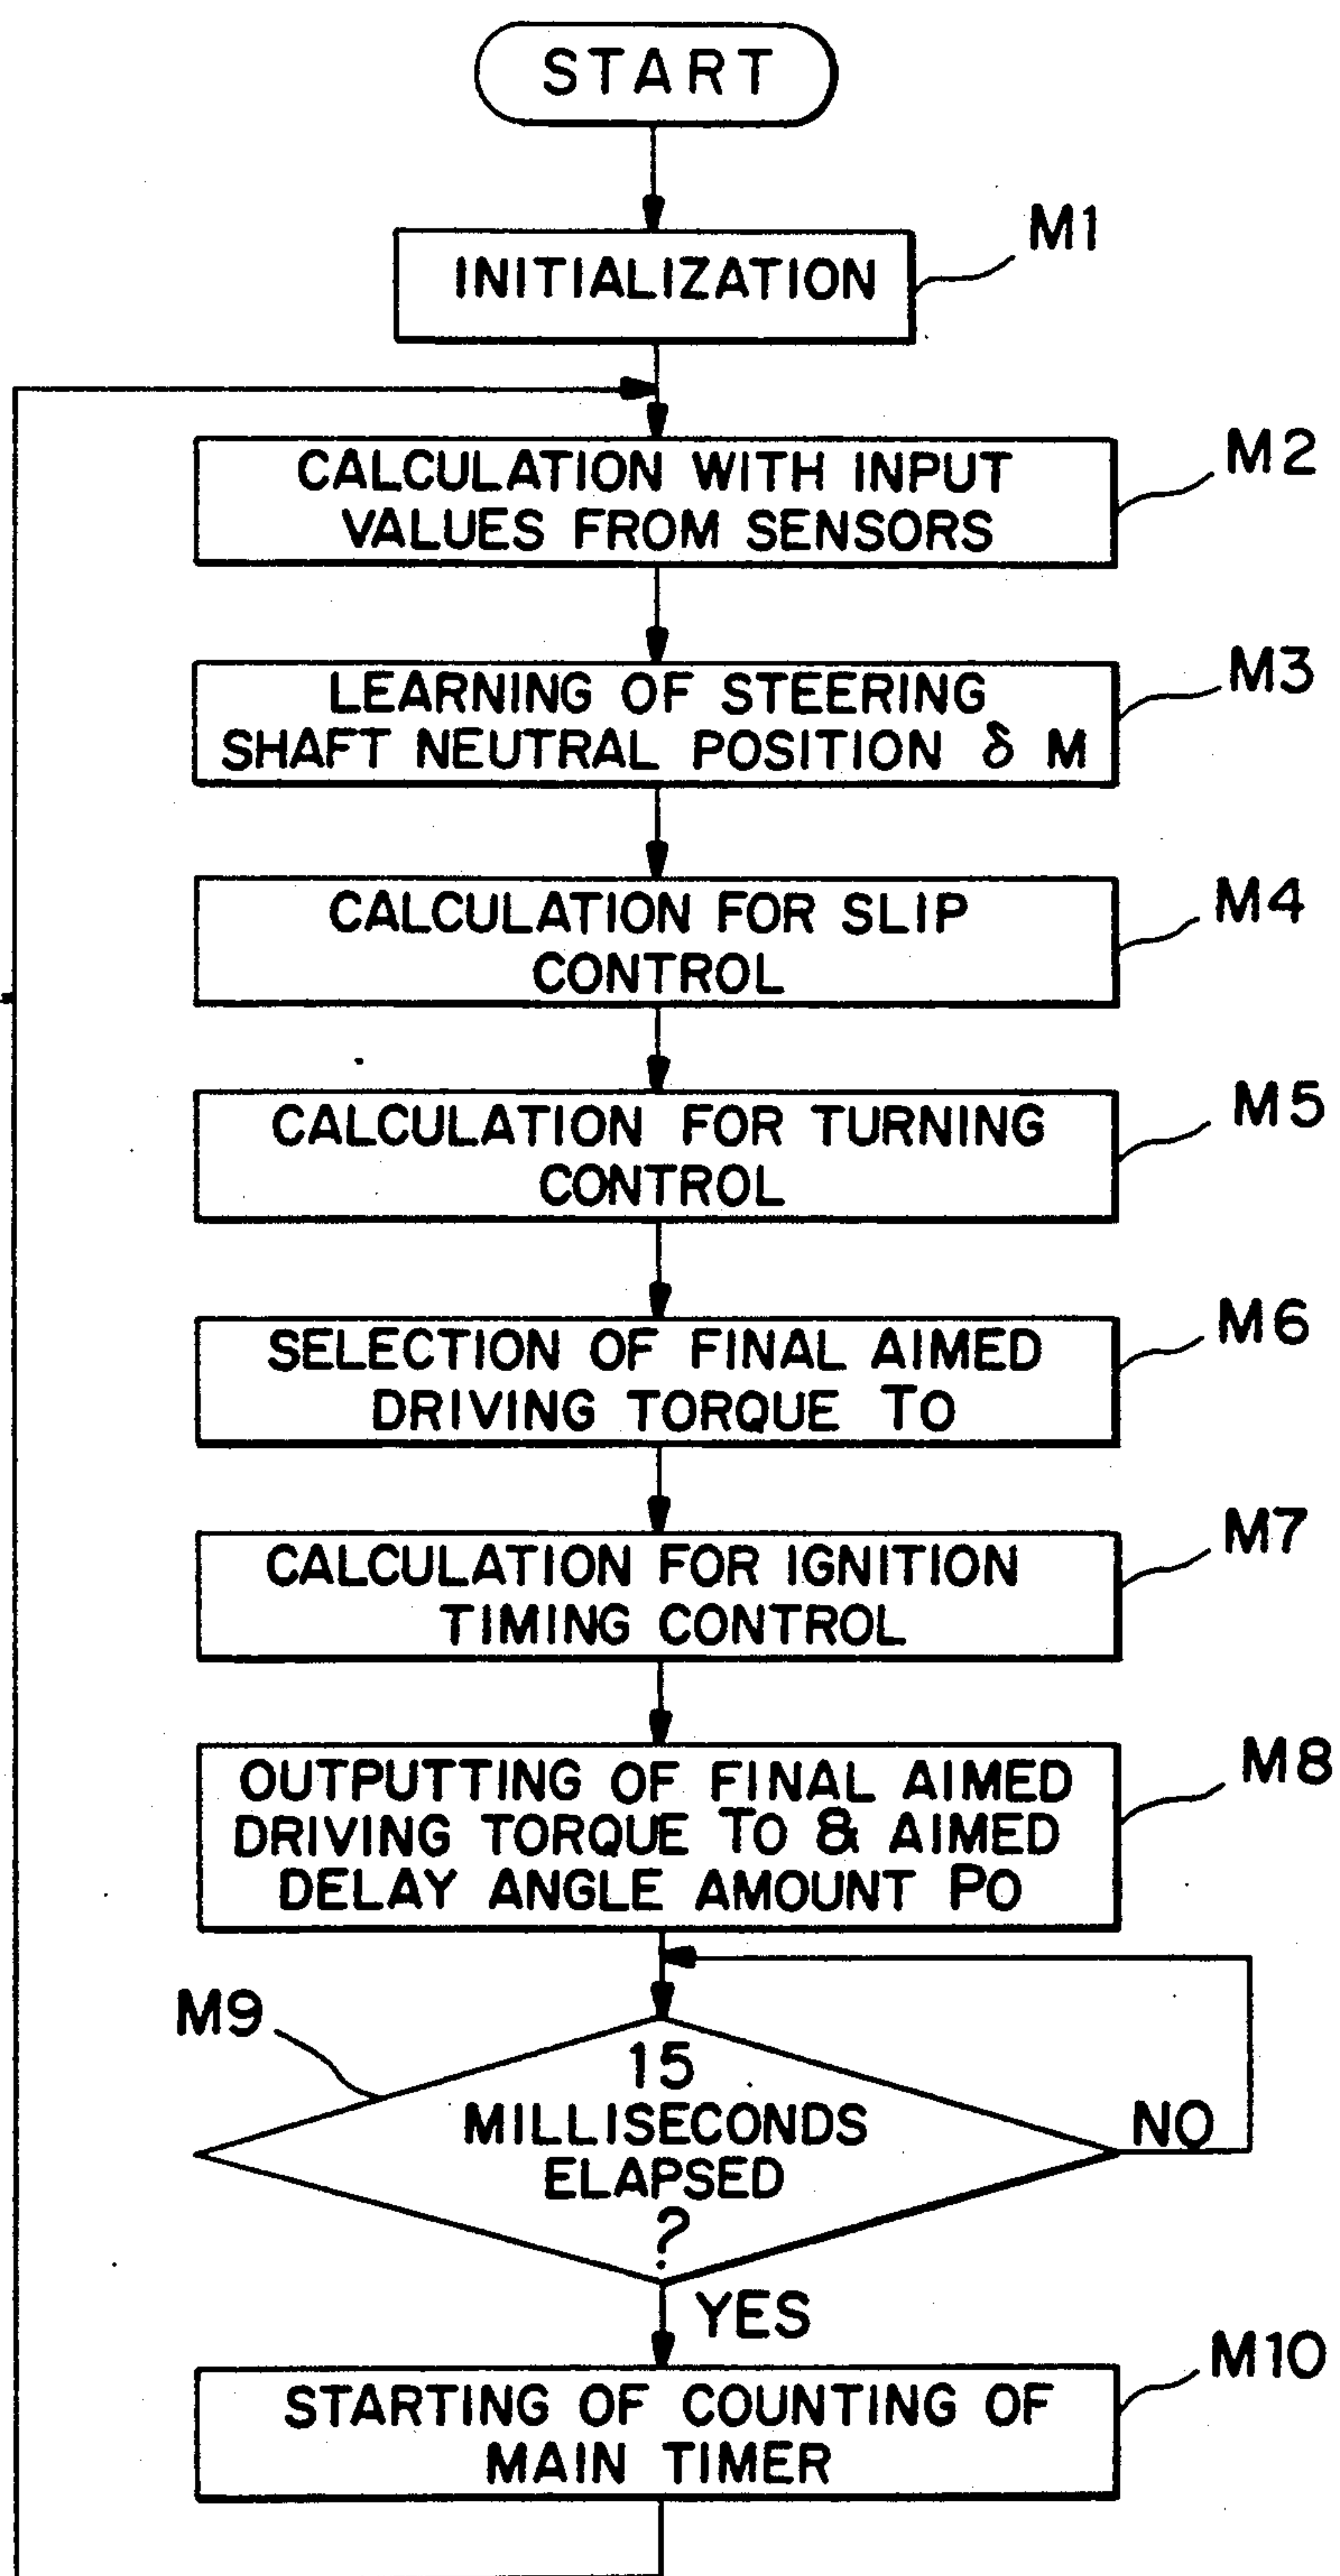 START
M1
INITIALIZATION
M2
CALCULATION WITH INPUT
VALUES FROM SENSORS
M3
LEARNING OF STEERING
SHAFT NEUTRAL POSITION δ M
M4
CALCULATION FOR SLIP
CONTROL
M5
CALCULATION FOR TURNING
CONTROL
M6
SELECTION OF FINAL AIMED
DRIVING TORQUE TO
M7
CALCULATION FOR IGNITION
TIMING CONTROL
M8
OUTPUTTING OF FINAL AIMED
DRIVING TORQUE TO & AIMED
DELAY ANGLE AMOUNT PO
M9
15
MILLISECONDS
ELAPSED
?
NO
YES
M10
STARTING OF COUNTING OF
MAIN TIMER